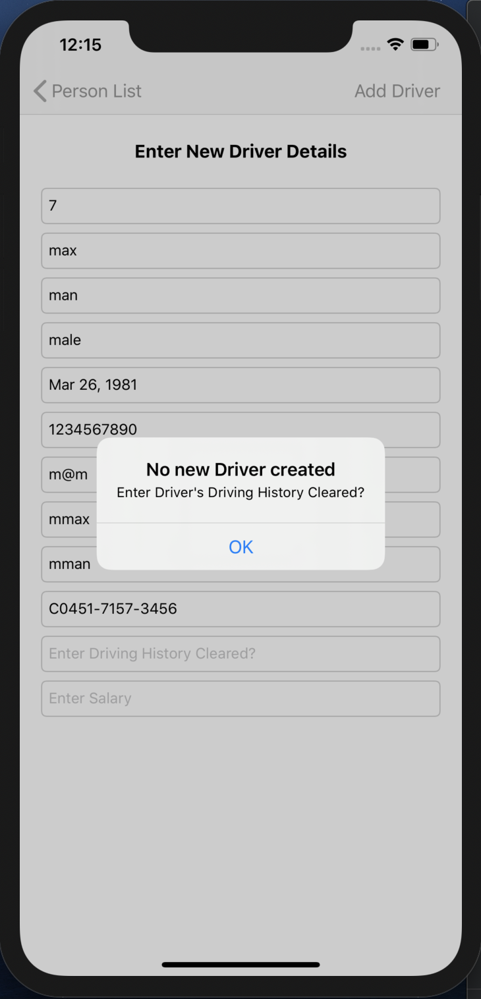 12:15
Person List
Add Driver
Enter New Driver Details
7
max
man
male
Mar 26, 1981
1234567890
m@m
No new Driver created
Enter Driver's Driving History Cleared?
mmax
OK
mman
C0451-7157-3456
Enter Driving History Cleared?
Enter Salary